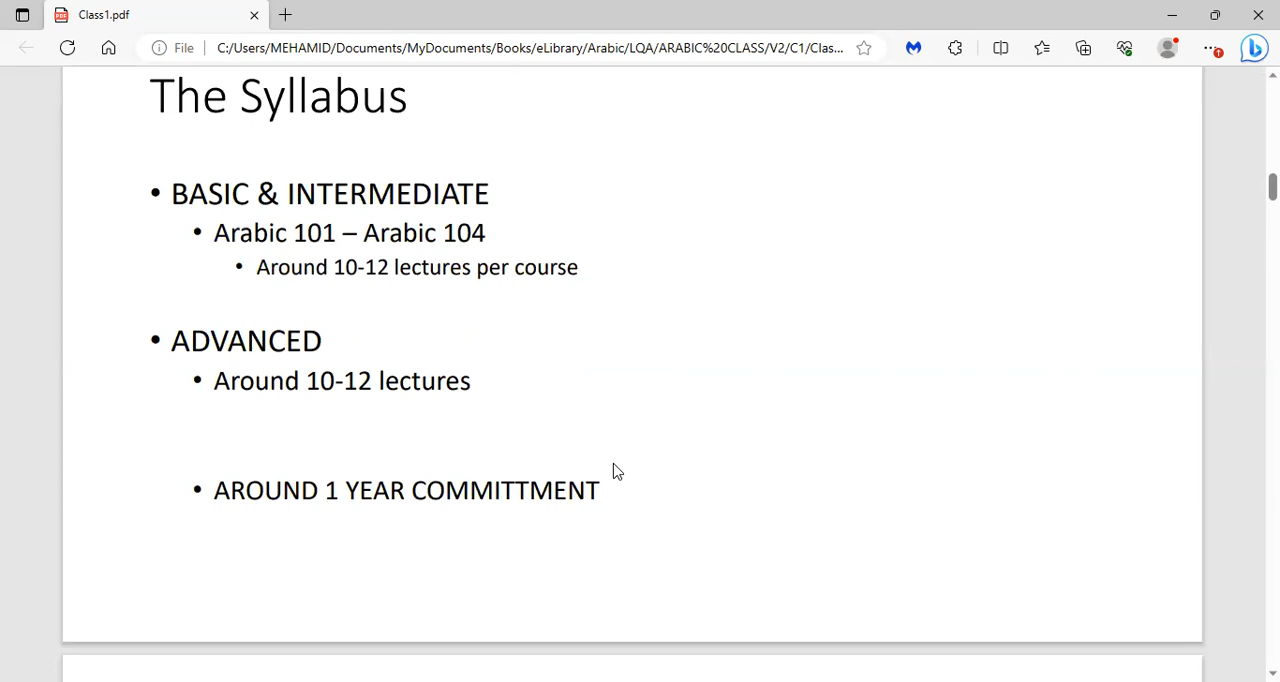 Class1.pdf
File
C:/Users/MEHAMID/Documents/MyDocuments/Books/eLibrary/Arabic/LQA/ARABIC%20CLASS/V2/C1/Clas...
The Syllabus
• BASIC & INTERMEDIATE
• Arabic 101 – Arabic 104
• Around 10-12 lectures per course
• ADVANCED
• Around 10-12 lectures
• AROUND 1 YEAR COMMITTMENT